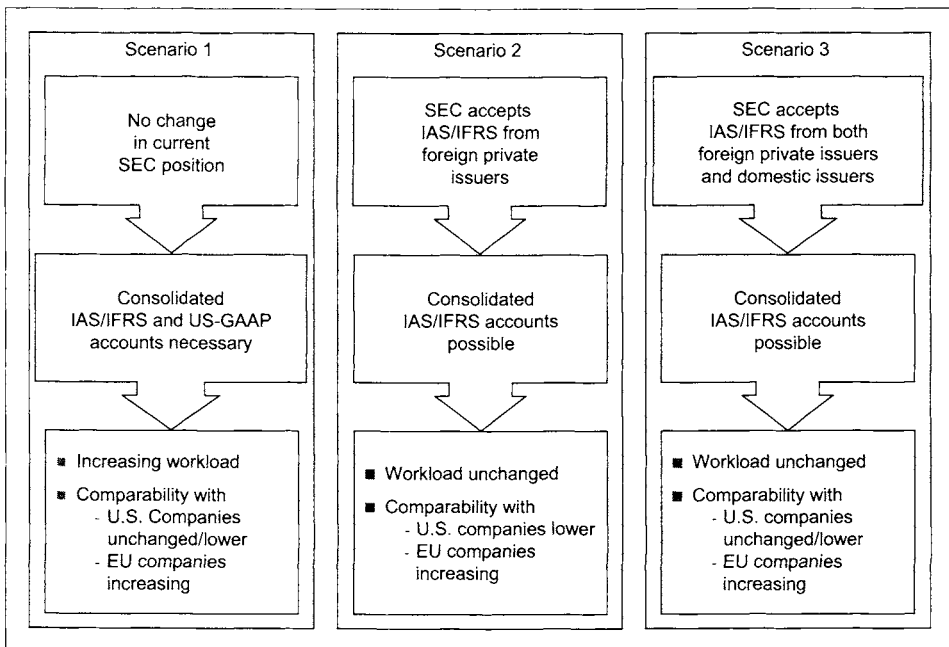 Scenario 1
No change
in current
SEC position
Consolidated
IAS/IFRS and US-GAAP
accounts necessary
■ Increasing workload
■ Comparability with
- U.S. Companies
unchanged/lower
- EU companies
increasing
Scenario 2
SEC accepts
IAS/IFRS from
foreign private
issuers
Consolidated
IAS/IFRS accounts
possible
■ Workload unchanged
■ Comparability with
- U.S. companies lower
- EU companies
increasing
Scenario 3
SEC accepts
IAS/IFRS from both
foreign private issuers
and domestic issuers
Consolidated
IAS/IFRS accounts
possible
■ Workload unchanged
■ Comparability with
- U.S. companies
unchanged/lower
- EU companies
increasing